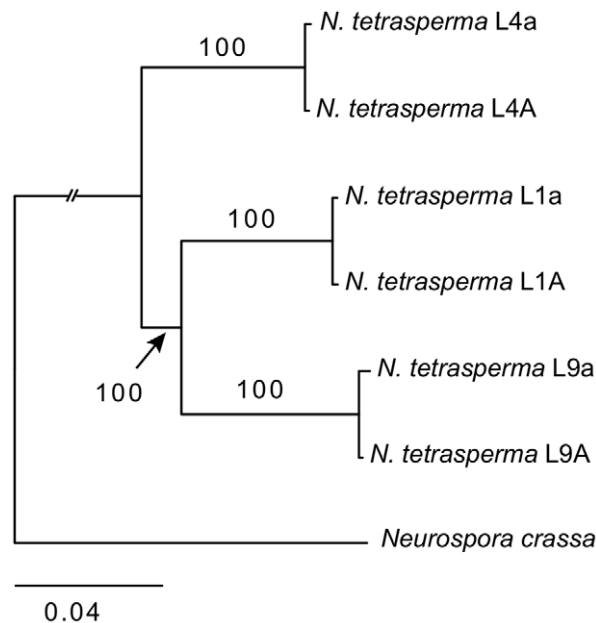 N. tetrasperma L4a
100
N. tetrasperma L4A
N. tetrasperma L1a
100
N. tetrasperma L1A
N. tetrasperma L9a
100
100
N. tetrasperma L9A
Neurospora crassa
0.04